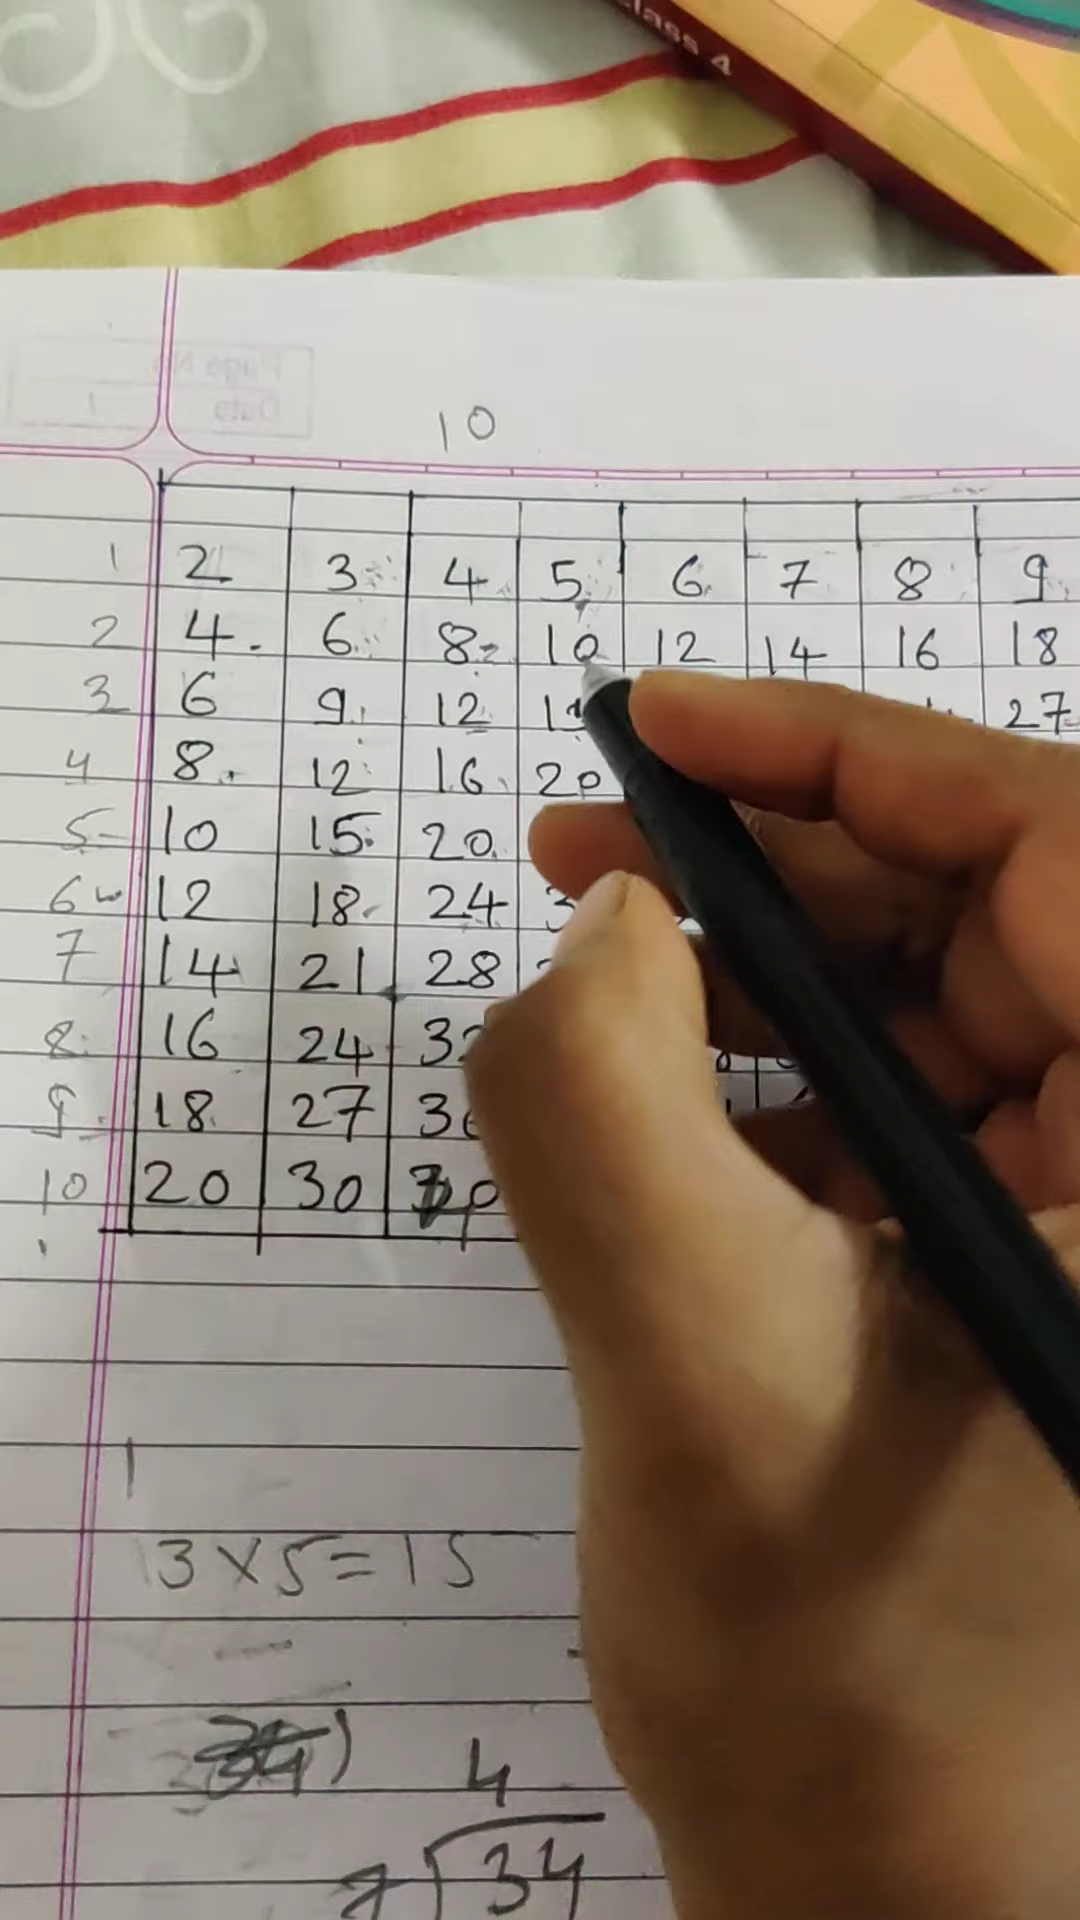 Class 4
10
1 2 3 4 5 6 7 8 9
2 4 6 8 10 12 14 16 18
3 6 9 12 27
4 8 12 16 20
5 10 15 20
6 12 18 24
7 14 21 28
8 16 24
9 18 27
10 20 30
3×5=15
4
7 34